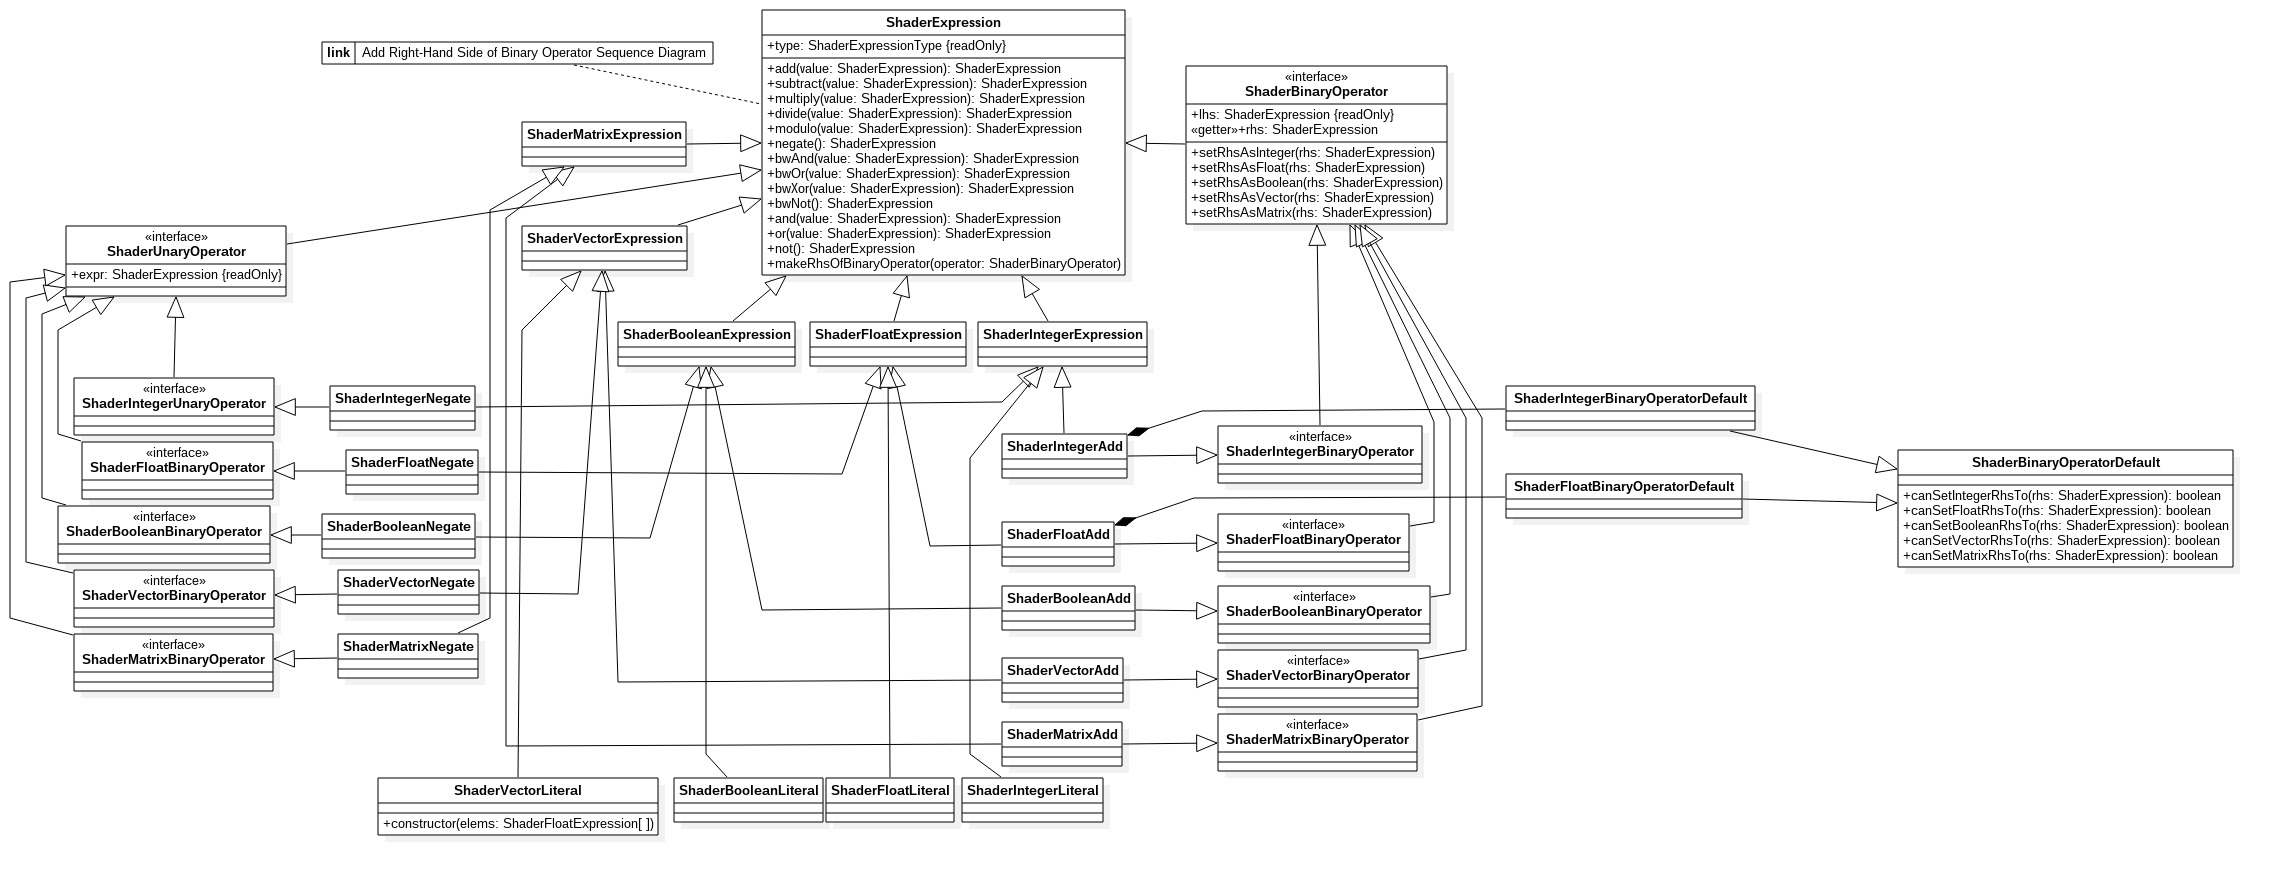 ShaderExpression
+type: ShaderExpressionType {readOnly}
+add(value: ShaderExpression): ShaderExpression
+subtract(value: ShaderExpression): ShaderExpression
+multiply(value: ShaderExpression): ShaderExpression
+divide(value: ShaderExpression): ShaderExpression
+modulo(value: ShaderExpression): ShaderExpression
+negate(): ShaderExpression
+bwAnd(value: ShaderExpression): ShaderExpression
+bwOr(value: ShaderExpression): ShaderExpression
+bwXor(value: ShaderExpression): ShaderExpression
+bwNot(): ShaderExpression
+and(value: ShaderExpression): ShaderExpression
+or(value: ShaderExpression): ShaderExpression
+not(): ShaderExpression
+makeRhsOfBinaryOperator(operator: ShaderBinaryOperator)
link Add Right-Hand Side of Binary Operator Sequence Diagram
«interface»
ShaderBinaryOperator
+lhs: ShaderExpression {readOnly}
«getter»+rhs: ShaderExpression
+setRhsAsInteger(rhs: ShaderExpression)
+setRhsAsFloat(rhs: ShaderExpression)
+setRhsAsBoolean(rhs: ShaderExpression)
+setRhsAsVector(rhs: ShaderExpression)
+setRhsAsMatrix(rhs: ShaderExpression)
ShaderMatrixExpression
ShaderVectorExpression
«interface»
ShaderUnaryOperator
+expr: ShaderExpression {readOnly}
ShaderBooleanExpression
ShaderFloatExpression
ShaderIntegerExpression
«interface»
ShaderIntegerUnaryOperator
ShaderIntegerNegate
«interface»
ShaderFloatBinaryOperator
ShaderFloatNegate
«interface»
ShaderBooleanBinaryOperator
ShaderBooleanNegate
«interface»
ShaderVectorBinaryOperator
ShaderVectorNegate
«interface»
ShaderMatrixBinaryOperator
ShaderMatrixNegate
ShaderIntegerAdd
«interface»
ShaderIntegerBinaryOperator
ShaderFloatAdd
«interface»
ShaderFloatBinaryOperator
ShaderBooleanAdd
«interface»
ShaderBooleanBinaryOperator
ShaderVectorAdd
«interface»
ShaderVectorBinaryOperator
ShaderMatrixAdd
«interface»
ShaderMatrixBinaryOperator
ShaderIntegerBinaryOperatorDefault
ShaderFloatBinaryOperatorDefault
ShaderBinaryOperatorDefault
+canSetIntegerRhsTo(rhs: ShaderExpression): boolean
+canSetFloatRhsTo(rhs: ShaderExpression): boolean
+canSetBooleanRhsTo(rhs: ShaderExpression): boolean
+canSetVectorRhsTo(rhs: ShaderExpression): boolean
+canSetMatrixRhsTo(rhs: ShaderExpression): boolean
ShaderVectorLiteral
+constructor(elems: ShaderFloatExpression[ ])
ShaderBooleanLiteral
ShaderFloatLiteral
ShaderIntegerLiteral